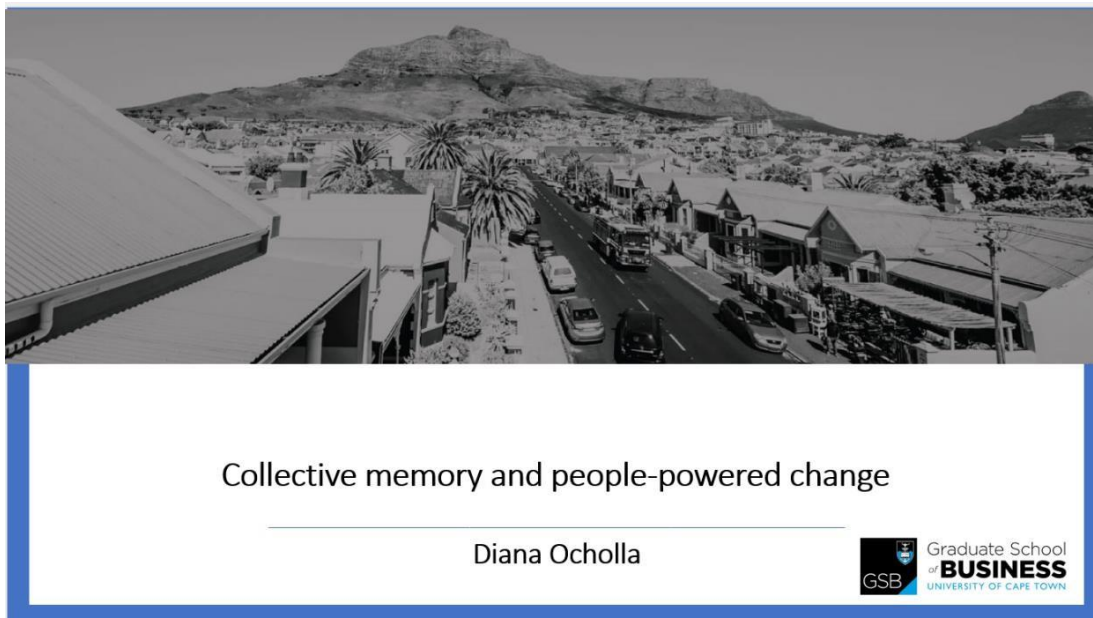 Collective memory and people-powered change
Diana Ocholla
GSB
Graduate School
of BUSINESS
UNIVERSITY OF CAPE TOWN